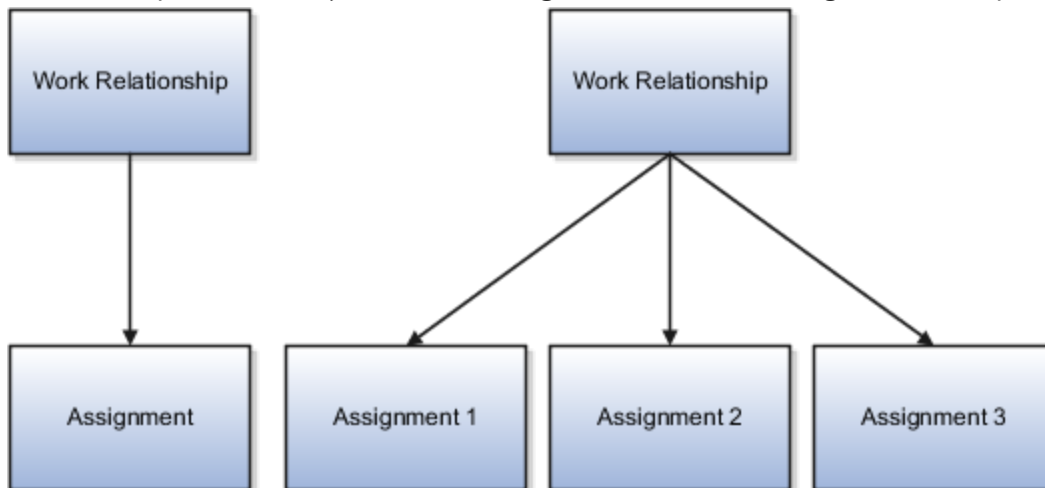 Work Relationship
Work Relationship
Assignment
Assignment 1
Assignment 2
Assignment 3